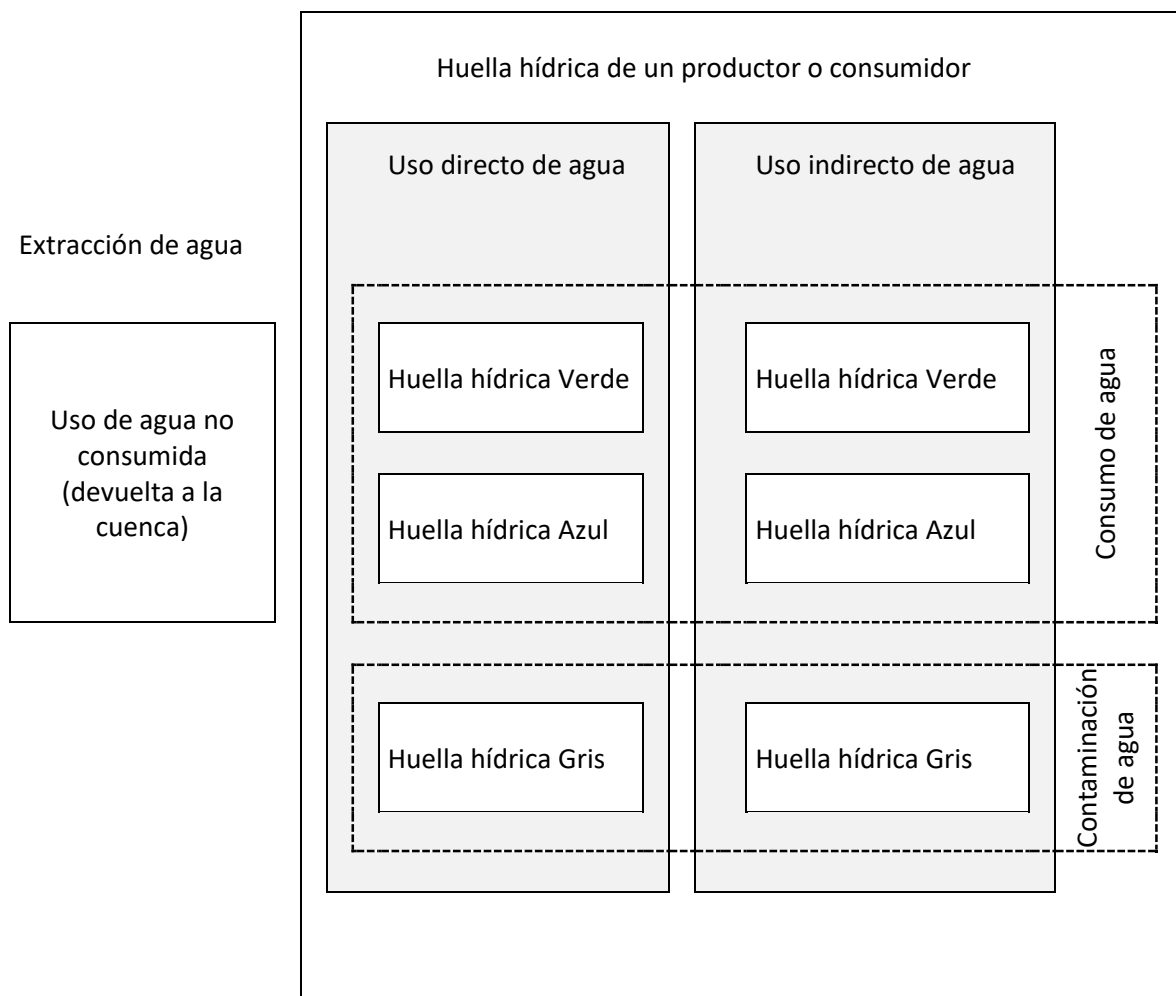 Huella hídrica de un productor o consumidor
Uso directo de agua
Uso indirecto de agua
Extracción de agua
Uso de agua no
consumida
(devuelta a la
cuenca)
Huella hídrica Verde
Huella hídrica Verde
Huella hídrica Azul
Huella hídrica Azul
Consumo de agua
Huella hídrica Gris
Huella hídrica Gris
Contaminación
de agua